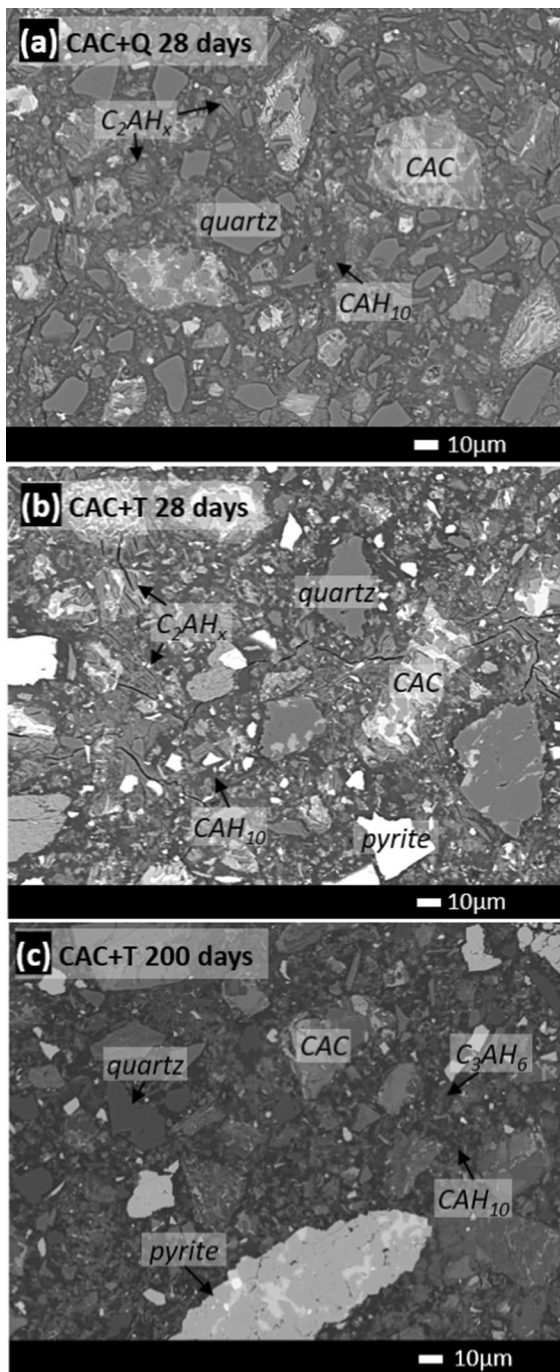 (a) CAC+Q 28 days
C₂AHₓ
CAC
quartz
CAH₁₀
10μm
(b) CAC+T 28 days
quartz
C₂AHₓ
CAC
CAH₁₀
pyrite
10μm
(c) CAC+T 200 days
CAC
C₃AH₆
quartz
CAH₁₀
pyrite
10μm